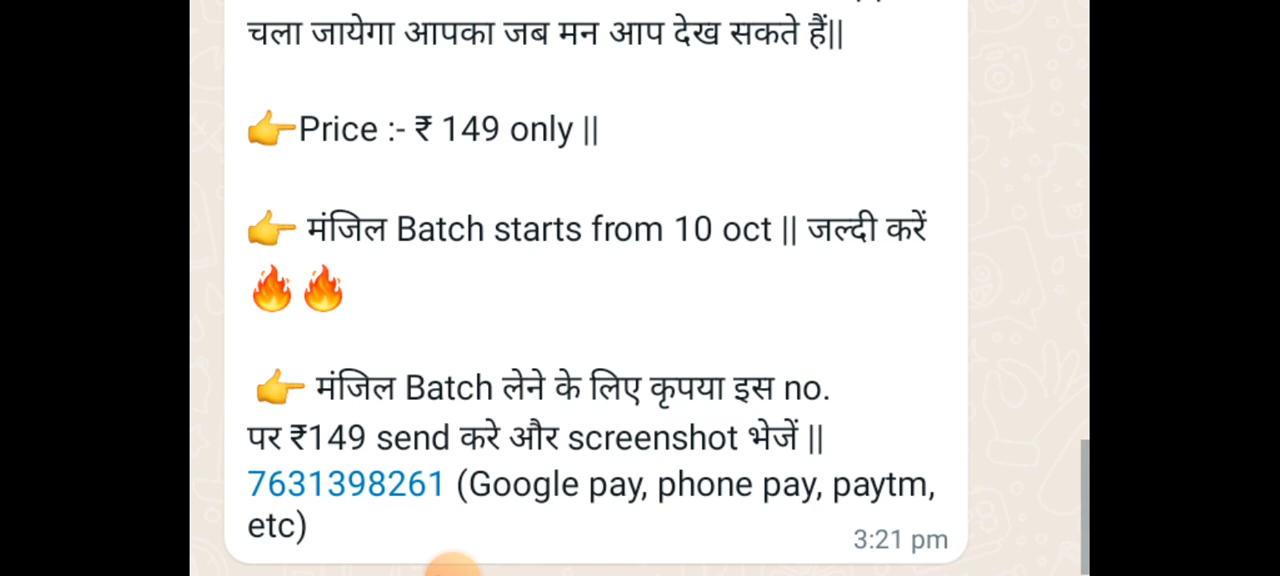 चला जायेगा आपका जब मन आप देख सकते हैं||
👉Price :- ₹ 149 only ||
👉 मंजिल Batch starts from 10 oct || जल्दी करें
🔥🔥
👉 मंजिल Batch लेने के लिए कृपया इस no.
पर ₹149 send करे और screenshot भेजें ||
7631398261 (Google pay, phone pay, paytm,
etc)
3:21 pm